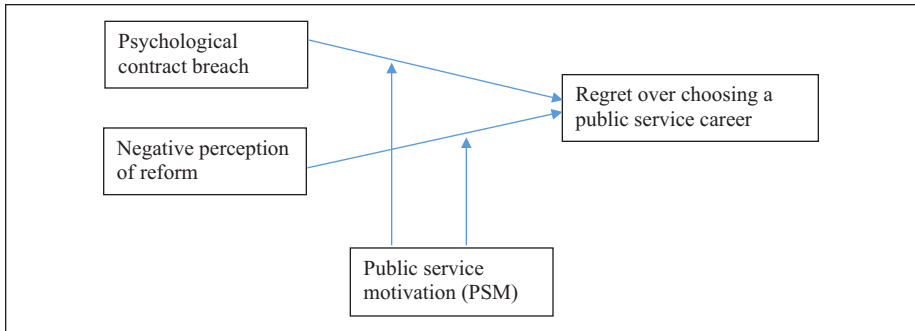 Psychological
contract breach
Regret over choosing a
public service career
Negative perception
of reform
Public service
motivation (PSM)